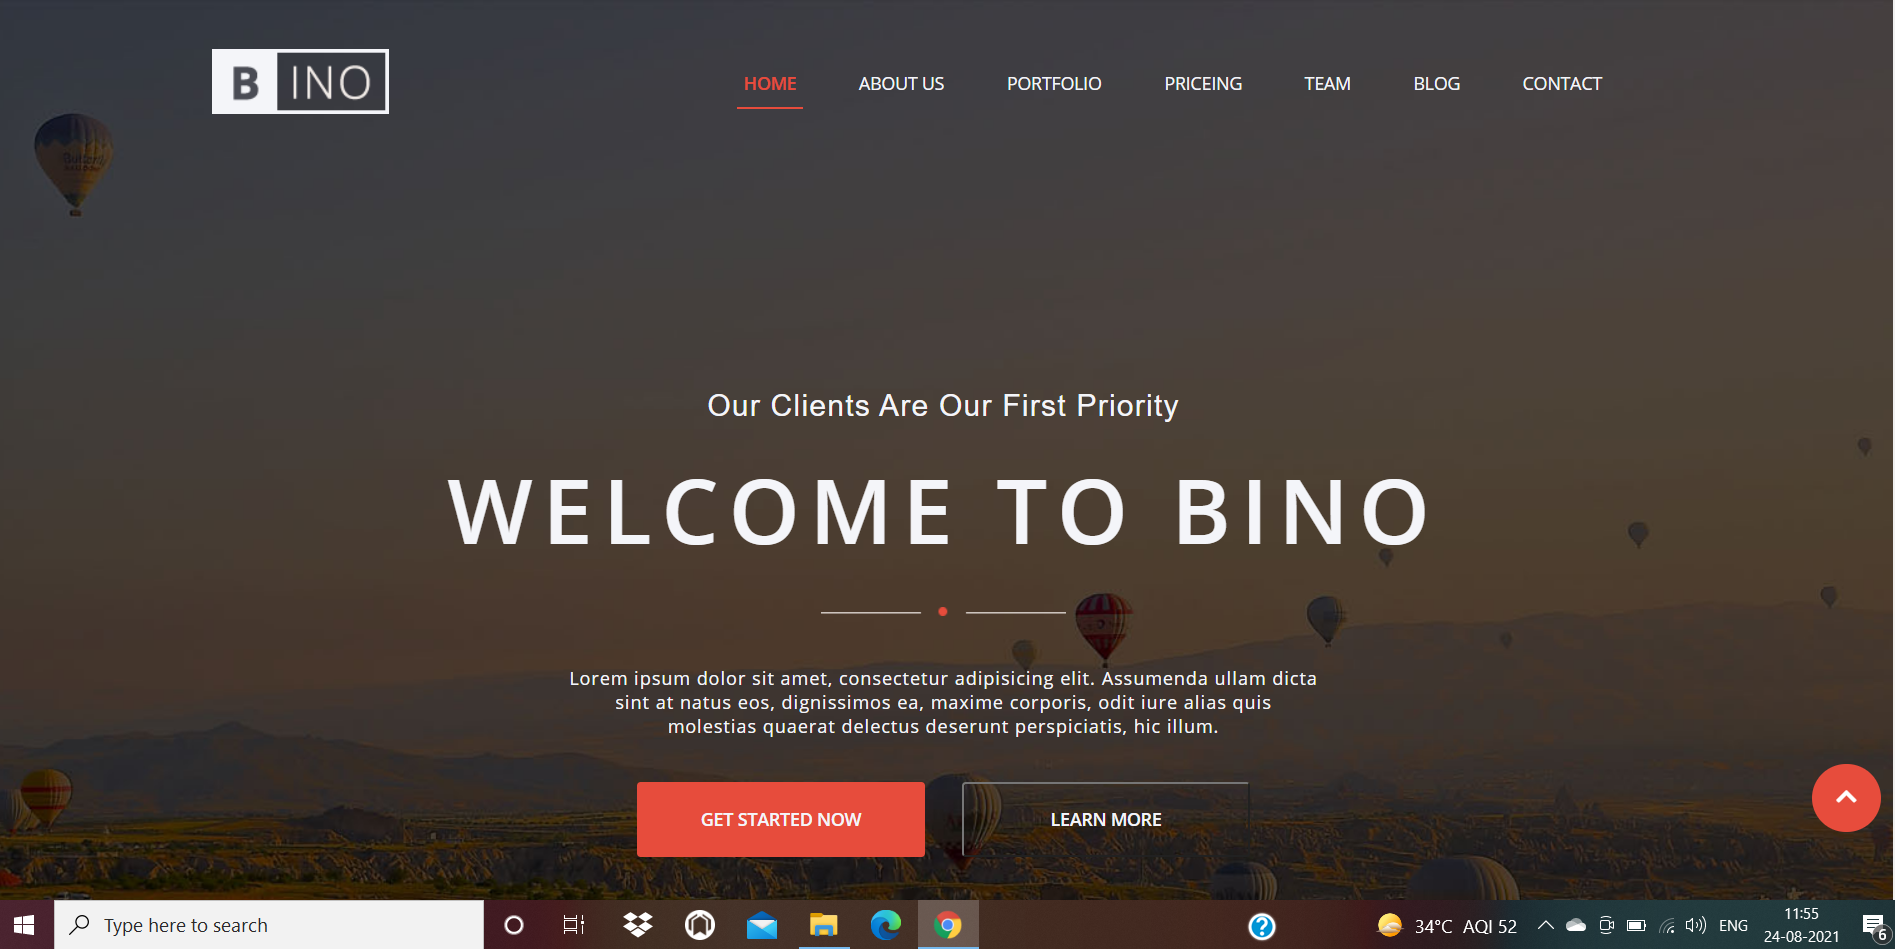 B INO
HOME ABOUT US PORTFOLIO PRICEING TEAM BLOG CONTACT
Our Clients Are Our First Priority
WELCOME TO BINO
Lorem ipsum dolor sit amet, consectetur adipisicing elit. Assumenda ullam dicta
sint at natus eos, dignissimos ea, maxime corporis, odit iure alias quis
molestias quaerat delectus deserunt perspiciatis, hic illum.
GET STARTED NOW LEARN MORE
Type here to search
34°C AQI 52
ENG
11:55
24-08-2021
6